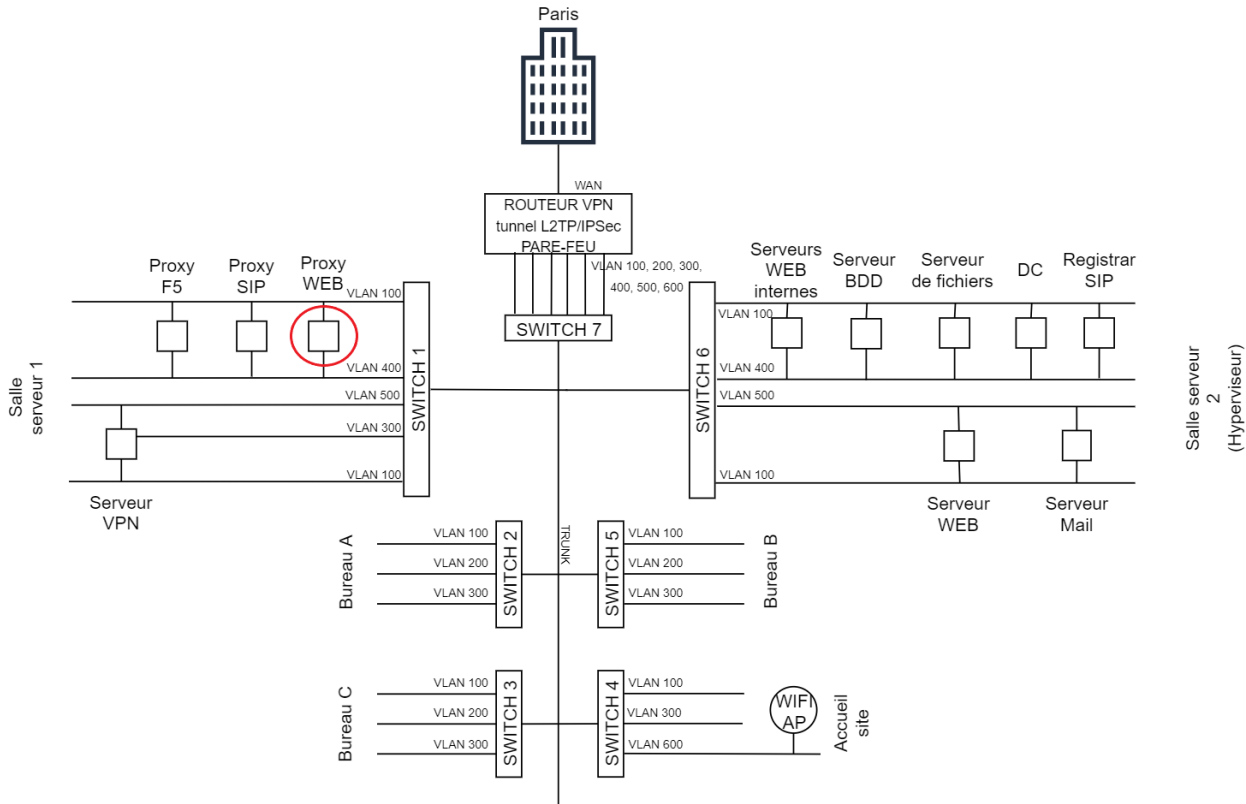 Paris
WAN
ROUTEUR VPN
tunnel L2TP/IPSec
PARE-FEU
VLAN 100, 200, 300,
400, 500, 600
SWITCH 7
Proxy
F5
Proxy
SIP
Proxy
WEB
VLAN 100
VLAN 400
VLAN 500
VLAN 300
VLAN 100
SWITCH 1
Salle
serveur 1
Serveur
VPN
Serveurs
WEB
internes
Serveur
BDD
Serveur
de fichiers
DC
Registrar
SIP
SWITCH 6
VLAN 100
VLAN 400
VLAN 500
VLAN 100
Salle serveur
2
(Hyperviseur)
Serveur
WEB
Serveur
Mail
TRUNK
Bureau A
VLAN 100
VLAN 200
VLAN 300
SWITCH 2
SWITCH 5
VLAN 100
VLAN 200
VLAN 300
Bureau B
Bureau C
VLAN 100
VLAN 200
VLAN 300
SWITCH 3
SWITCH 4
VLAN 100
VLAN 300
VLAN 600
WIFI
AP
Accueil
site